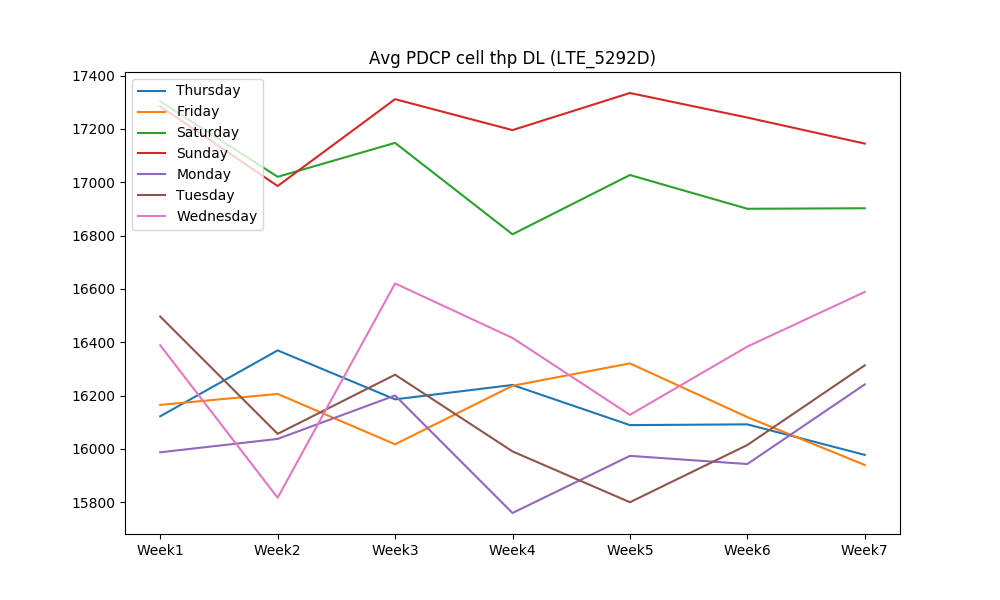 Avg PDCP cell thp DL (LTE_5292D)
17400
17200
17000
16800
16600
16400
16200
16000
15800
Thursday
Friday
Saturday
Sunday
Monday
Tuesday
Wednesday
Week1 Week2 Week3 Week4 Week5 Week6 Week7